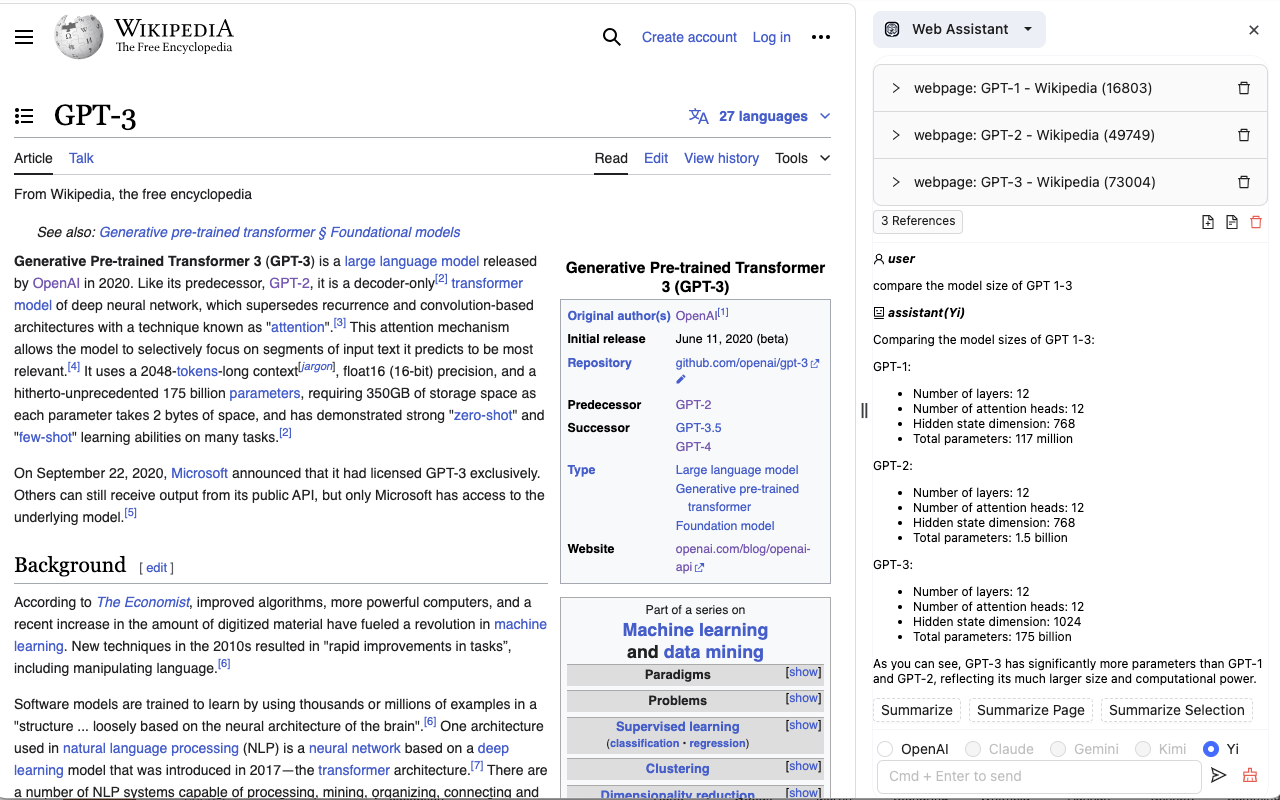 WIKIPEDIA
The Free Encyclopedia
Create account
Log in
GPT-3
27 languages
Article
Talk
Read
Edit
View history
Tools
From Wikipedia, the free encyclopedia
See also: Generative pre-trained transformer § Foundational models
Generative Pre-trained Transformer 3 (GPT-3) is a large language model released
by OpenAI in 2020. Like its predecessor, GPT-2, it is a decoder-only[2] transformer
model of deep neural network, which supersedes recurrence and convolution-based
architectures with a technique known as "attention".[3] This attention mechanism
allows the model to selectively focus on segments of input text it predicts to be most
relevant.[4] It uses a 2048-tokens-long context[jargon], float16 (16-bit) precision, and a
hitherto-unprecedented 175 billion parameters, requiring 350GB of storage space as
each parameter takes 2 bytes of space, and has demonstrated strong "zero-shot" and
"few-shot" learning abilities on many tasks.[2]
On September 22, 2020, Microsoft announced that it had licensed GPT-3 exclusively.
Others can still receive output from its public API, but only Microsoft has access to the
underlying model.[5]
Background [ edit ]
According to The Economist, improved algorithms, more powerful computers, and a
recent increase in the amount of digitized material have fueled a revolution in machine
learning. New techniques in the 2010s resulted in "rapid improvements in tasks”,
including manipulating language.[6]
Software models are trained to learn by using thousands or millions of examples in a
"structure ... loosely based on the neural architecture of the brain".[6] One architecture
used in natural language processing (NLP) is a neural network based on a deep
learning model that was introduced in 2017—the transformer architecture.[7] There are
a number of NLP systems capable of processing, mining, organizing, connecting and
Generative Pre-trained Transformer
3 (GPT-3)
Original author(s) OpenAI[1]
Initial release June 11, 2020 (beta)
Repository github.com/openai/gpt-3
Predecessor GPT-2
Successor GPT-3.5
GPT-4
Type Large language model
Generative pre-trained
transformer
Foundation model
Website openai.com/blog/openai-
api
Part of a series on
Machine learning
and data mining
Paradigms [show]
Problems [show]
Supervised learning [show]
(classification • regression)
Clustering [show]
Dimensionality reduction [show]
Web Assistant
webpage: GPT-1 - Wikipedia (16803)
webpage: GPT-2 - Wikipedia (49749)
webpage: GPT-3 - Wikipedia (73004)
3 References
user
compare the model size of GPT 1-3
assistant(Yi)
Comparing the model sizes of GPT 1-3:
GPT-1:
• Number of layers: 12
• Number of attention heads: 12
• Hidden state dimension: 768
• Total parameters: 117 million
GPT-2:
• Number of layers: 12
• Number of attention heads: 12
• Hidden state dimension: 768
• Total parameters: 1.5 billion
GPT-3:
• Number of layers: 12
• Number of attention heads: 12
• Hidden state dimension: 1024
• Total parameters: 175 billion
As you can see, GPT-3 has significantly more parameters than GPT-1
and GPT-2, reflecting its much larger size and computational power.
Summarize
Summarize Page
Summarize Selection
OpenAI
Claude
Gemini
Kimi
Yi
Cmd + Enter to send